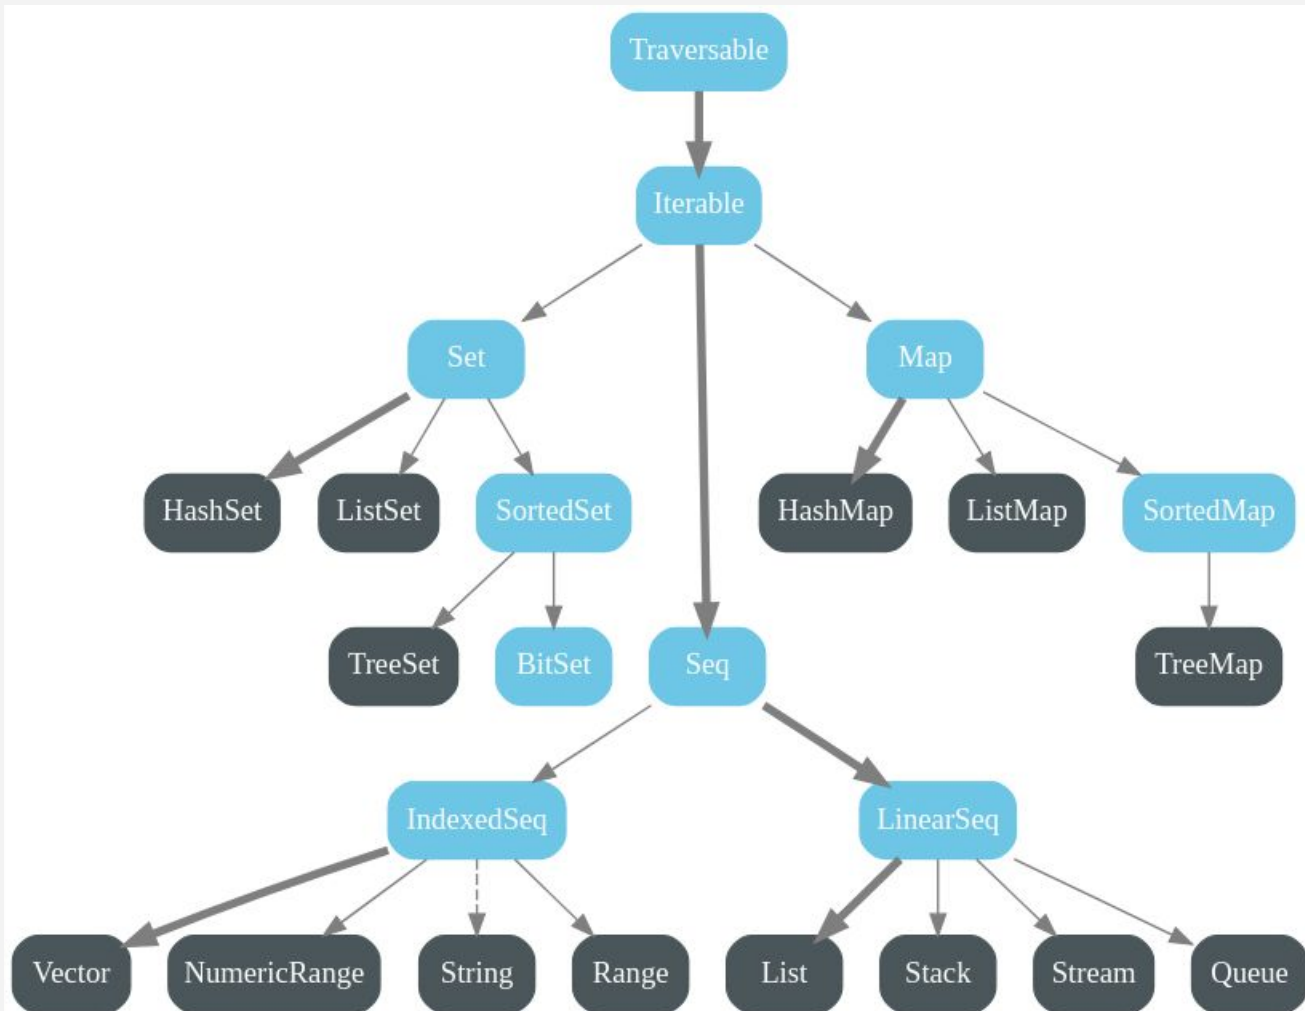 Traversable
Iterable
Set
Map
HashSet
ListSet
SortedSet
HashMap
ListMap
SortedMap
TreeSet
BitSet
Seq
TreeMap
IndexedSeq
LinearSeq
Vector
NumericRange
String
Range
List
Stack
Stream
Queue